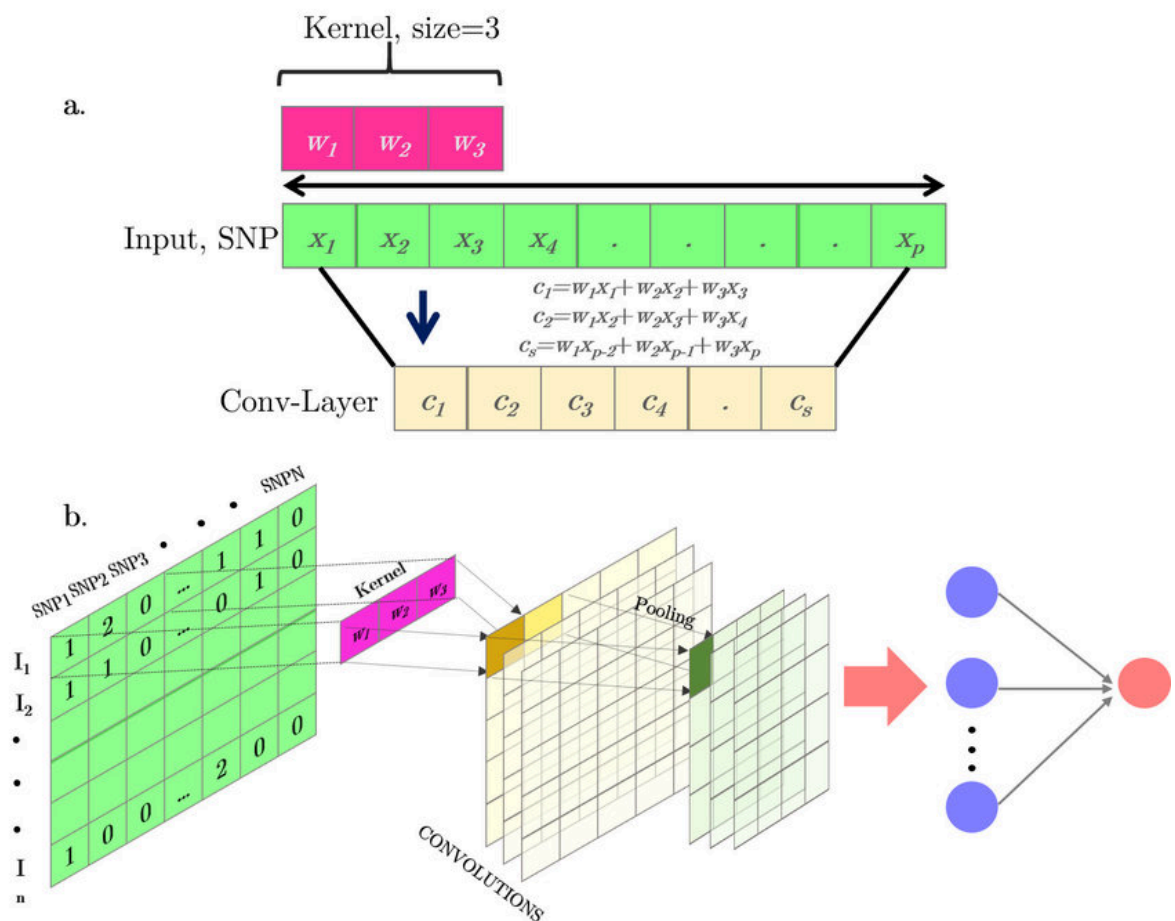 Kernel, size=3
a.
w1 w2 w3
Input, SNP x1 x2 x3 x4 . . . . xp
c1=w1x1+w2x2+w3x3
c2=w1x2+w2x3+w3x4
cs=w1xp-2+w2xp-1+w3xp
Conv-Layer c1 c2 c3 c4 . cs
b.
SNP1 SNP2 SNP3 • • • SNPN
I1 1 2 0 ... 1 1 0
I2 1 1 0 ... 0 1 0
•
•
•
I n 1 0 0 ... 2 0 0
Kernel
w1 w2 w3
CONVOLUTIONS
Pooling